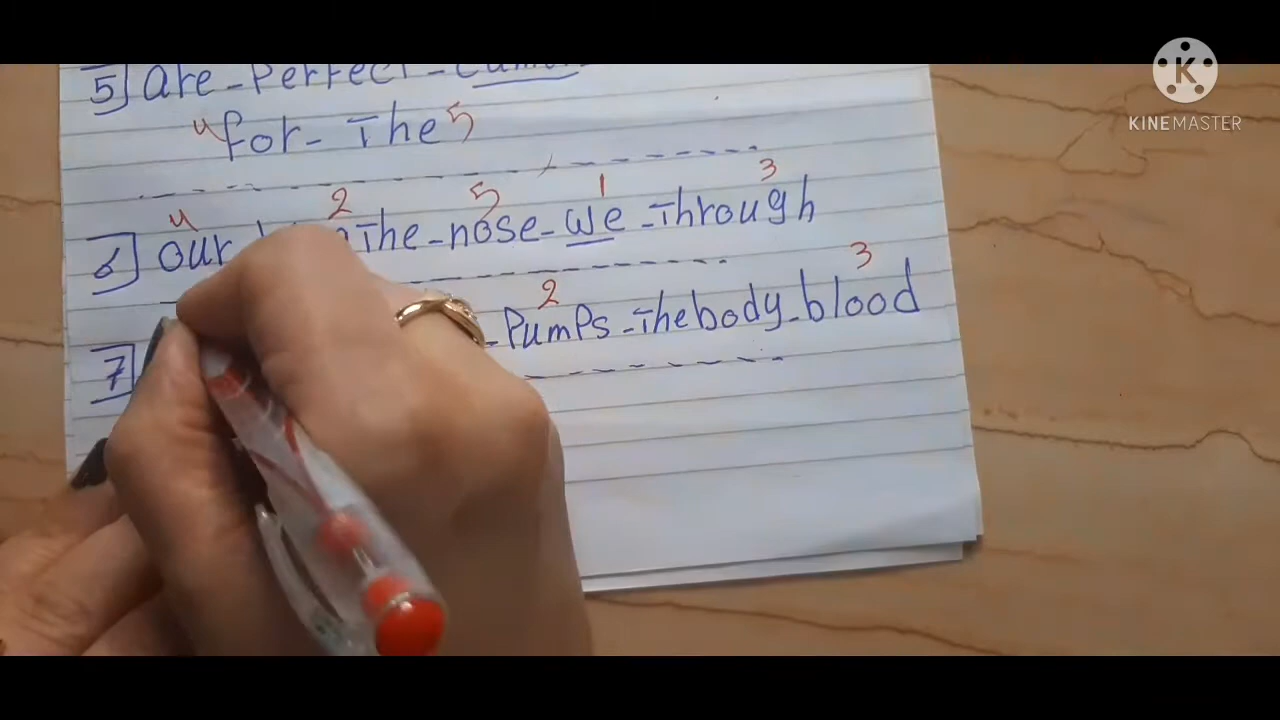 5] are - Perfect -
4 for - The 5
4 2 5 1 3
6] our The - nose - we - Through
2 3
7] - Pumps - The body - blood
K
KINEMASTER